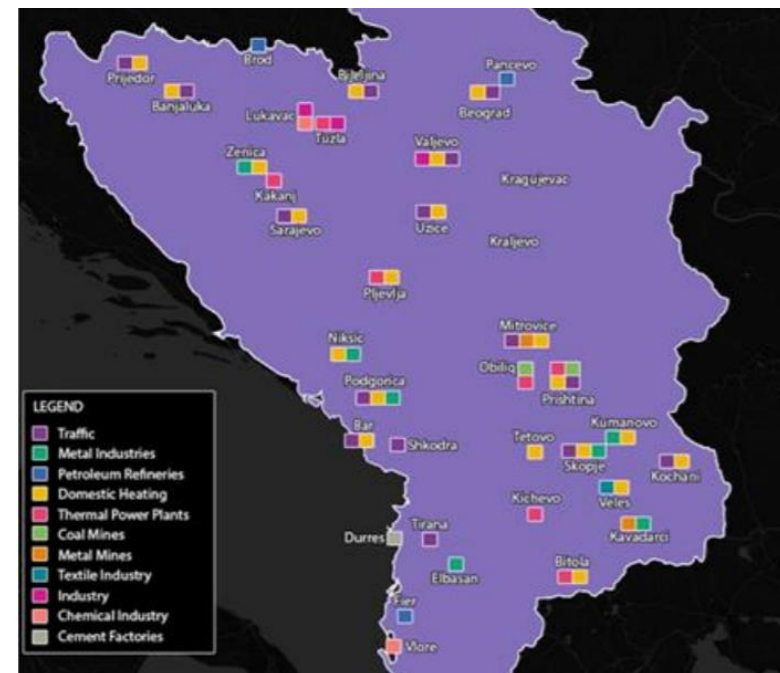 Brod
Prijedor
Banjaluka
Bijeljina
Pancevo
Beograd
Lukavac
Tuzla
Valjevo
Zenica
Kakanj
Kragujevac
Sarajevo
Uzice
Kraljevo
Pljevlja
Niksic
Mitrovice
Obiliq
Prishtina
Podgorica
Bar
Shkodra
Tetovo
Kumanovo
Skopje
Kochani
Veles
Kichevo
Kavadarci
Durres
Tirana
Elbasan
Bitola
Fier
Vlore
LEGEND
Traffic
Metal Industries
Petroleum Refineries
Domestic Heating
Thermal Power Plants
Coal Mines
Metal Mines
Textile Industry
Industry
Chemical Industry
Cement Factories